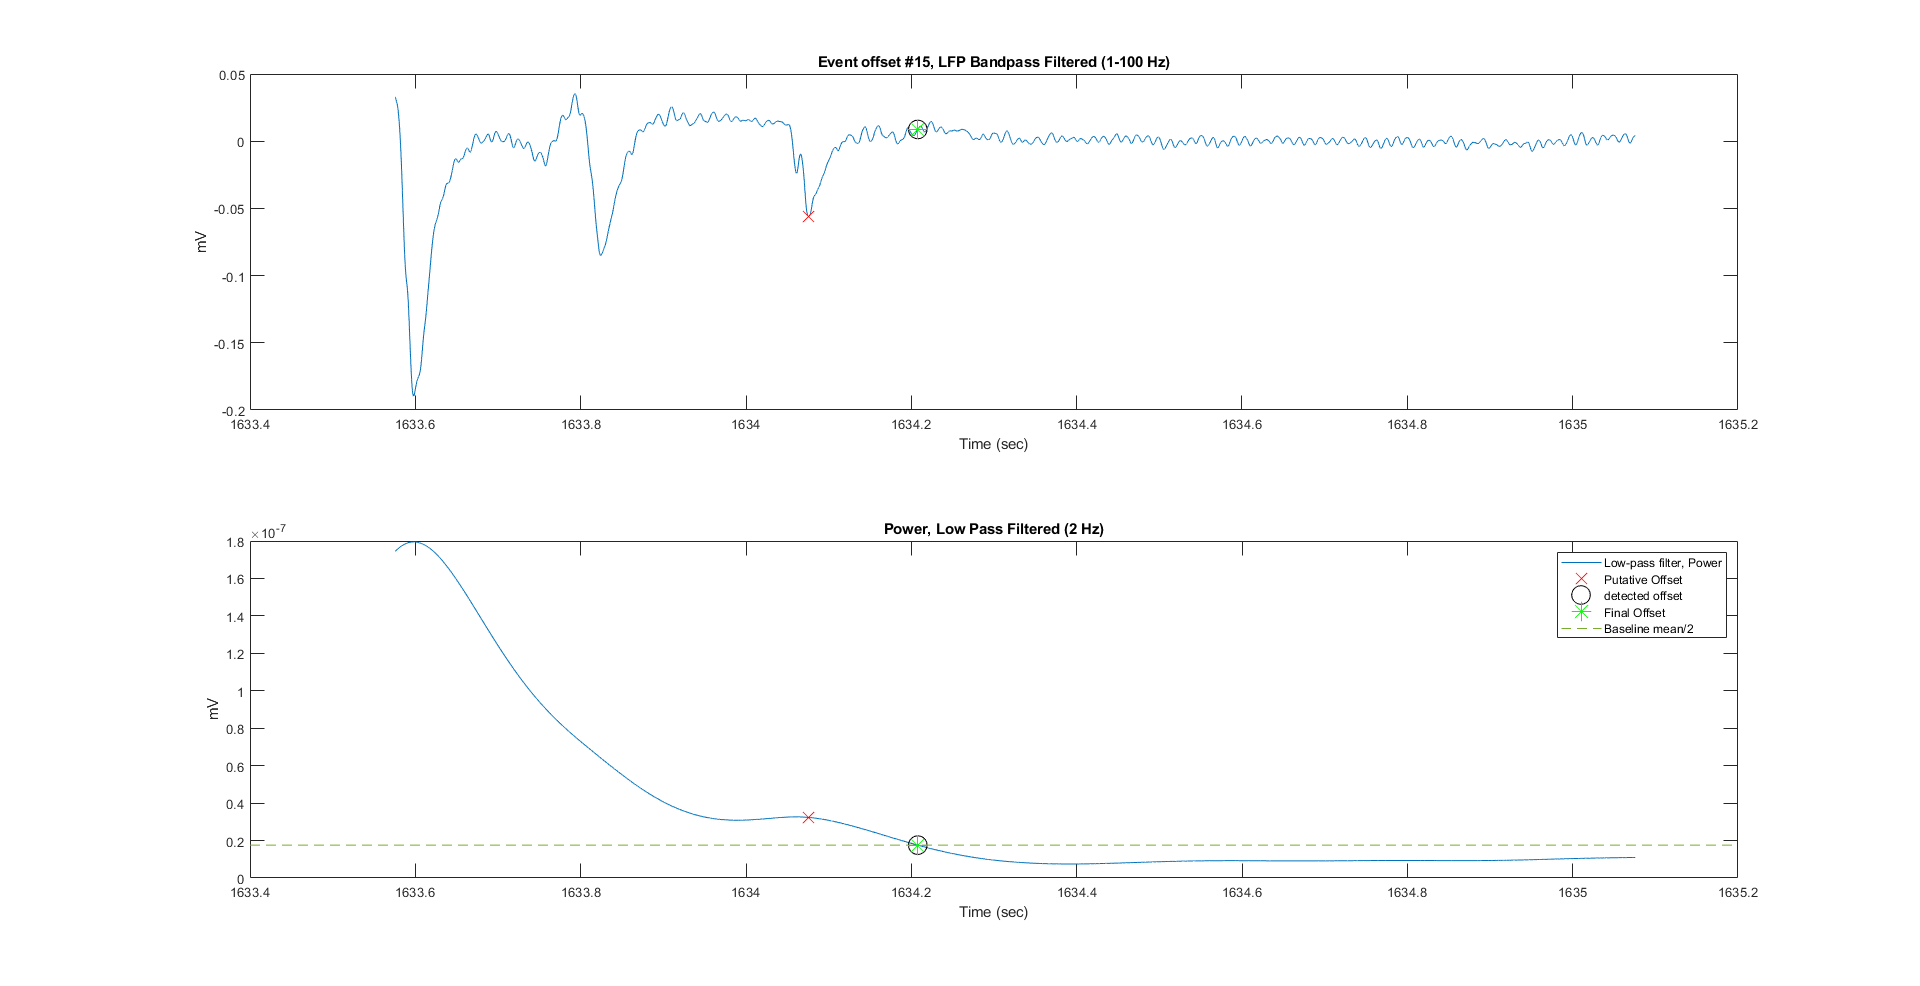 Event offset #15, LFP Bandpass Filtered (1-100 Hz)
0.05
0
-0.05
-0.1
-0.15
-0.2
mV
1633.4 1633.6 1633.8 1634 1634.2 1634.4 1634.6 1634.8 1635 1635.2
Time (sec)
Power, Low Pass Filtered (2 Hz)
×10-7
1.8
1.6
1.4
1.2
1
0.8
0.6
0.4
0.2
0
mV
Low-pass filter, Power
Putative Offset
detected offset
Final Offset
Baseline mean/2
1633.4 1633.6 1633.8 1634 1634.2 1634.4 1634.6 1634.8 1635 1635.2
Time (sec)